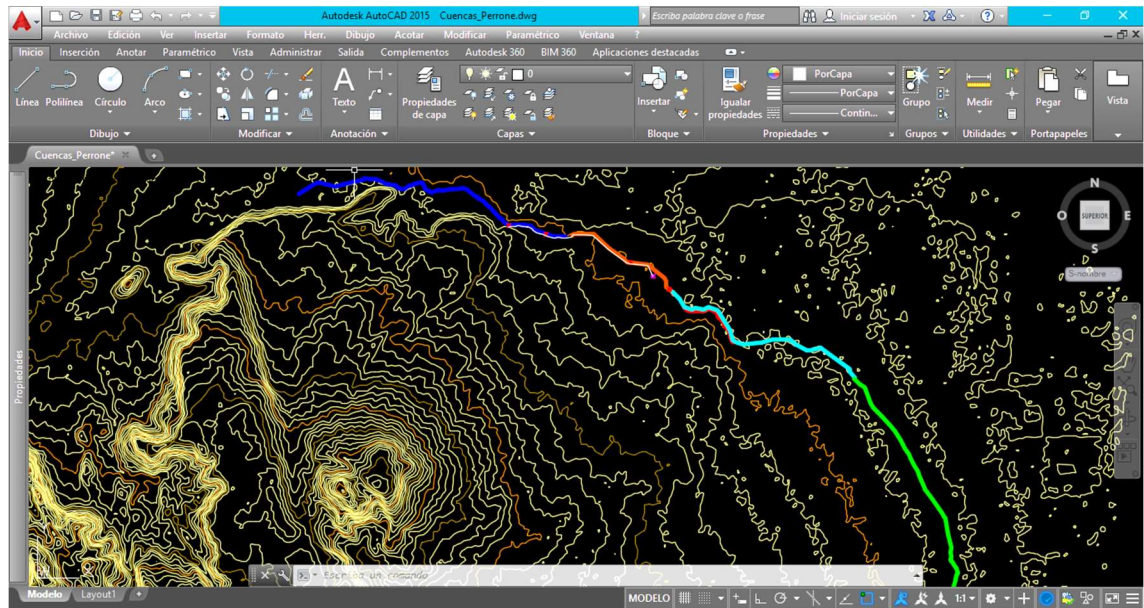 Autodesk AutoCAD 2015 Cuencas_Perrone.dwg
Escriba palabra clave o frase
Iniciar sesión
Archivo Edición Ver Insertar Formato Herr. Dibujo Acotar Modificar Paramétrico Ventana ?
Inicio Inserción Anotar Paramétrico Vista Administrar Salida Complementos Autodesk 360 BIM 360 Aplicaciones destacadas
0
PorCapa
PorCapa
Contin...
Línea Polilínea Círculo Arco
Texto
Propiedades de capa
Insertar
Igualar propiedades
Grupo
Medir
Pegar
Vista
Dibujo Modificar Anotación Capas Bloque Propiedades Grupos Utilidades Portapapeles
Cuencas_Perrone*
N
O SUPERIOR E
S
S-nombre
Propiedades
Escriba un comando
Modelo Layout1
MODELO 1:1